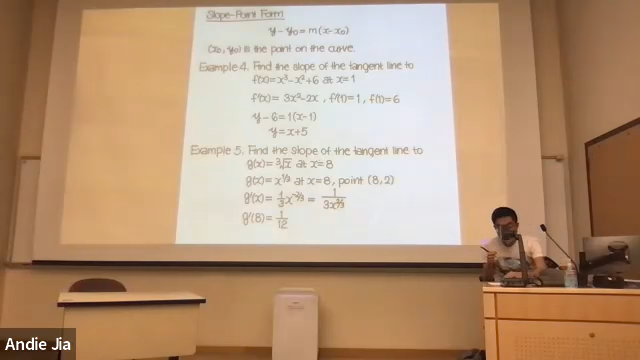 Slope-Point Form
y - y₀ = m(x-x₀)
(x₀, y₀) is the point on the curve.
Example 4. Find the slope of the tangent line to
f(x) = x³-x²+6 at x=1
f'(x) = 3x²-2x, f'(1)=1, f(1)=6
y-6=1(x-1)
y=x+5
Example 5. Find the slope of the tangent line to
g(x)=³√x at x=8
g(x)=x^(1/3) at x=8, point (8,2)
g'(x)= 1/3 x^(-2/3) = 1/(3x^(2/3))
g'(8)= 1/12
Andie Jia